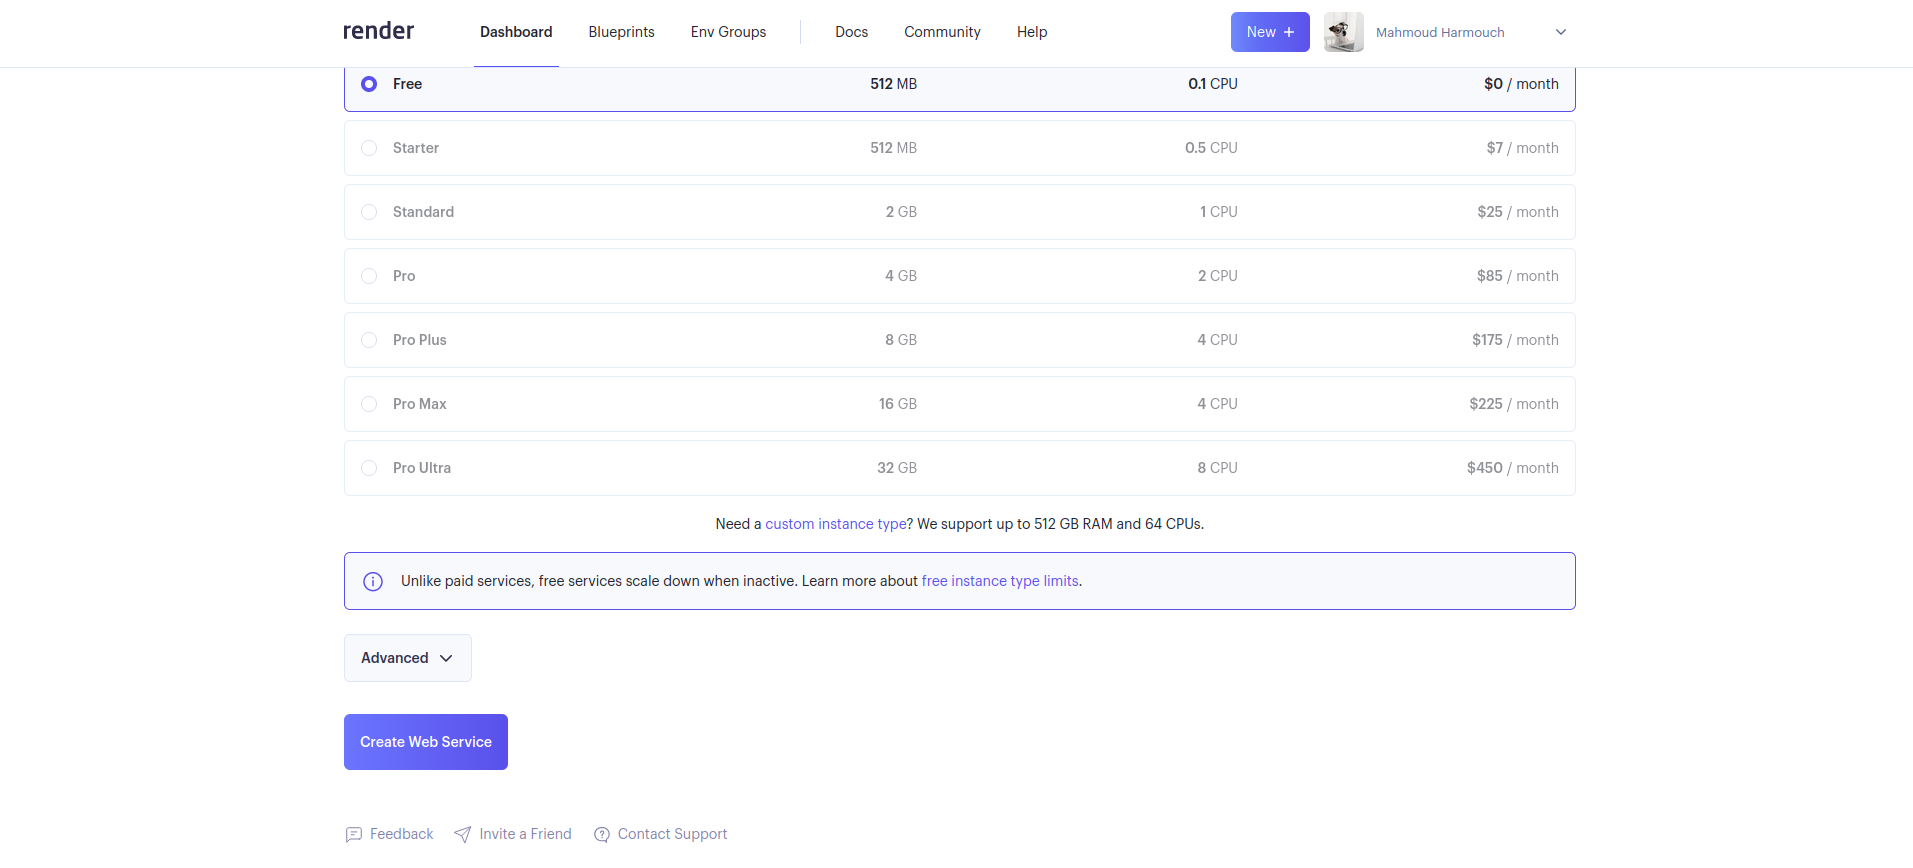 render Dashboard Blueprints Env Groups Docs Community Help New + Mahmoud Harmouch
Free 512 MB 0.1 CPU $0 / month
Starter 512 MB 0.5 CPU $7 / month
Standard 2 GB 1 CPU $25 / month
Pro 4 GB 2 CPU $85 / month
Pro Plus 8 GB 4 CPU $175 / month
Pro Max 16 GB 4 CPU $225 / month
Pro Ultra 32 GB 8 CPU $450 / month
Need a custom instance type? We support up to 512 GB RAM and 64 CPUs.
Unlike paid services, free services scale down when inactive. Learn more about free instance type limits.
Advanced
Create Web Service
Feedback Invite a Friend Contact Support